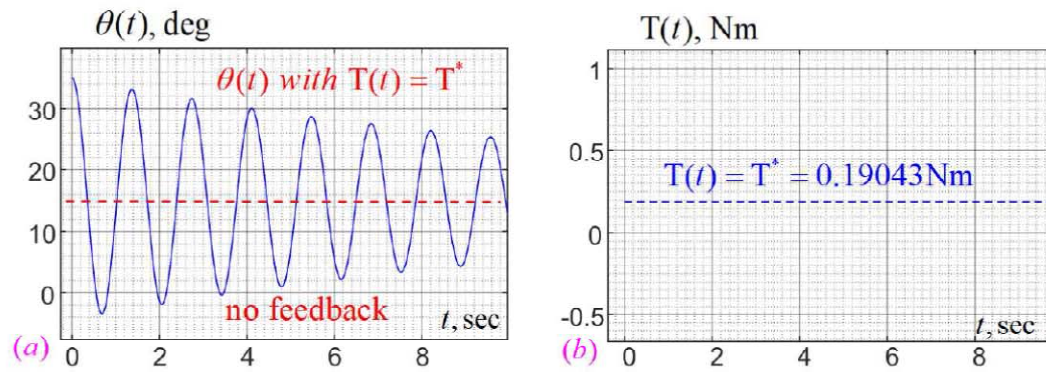 θ(t), deg
30
20
10
0
θ(t) with T(t) = T*
no feedback
t, sec
(a)
0 2 4 6 8
T(t), Nm
1
0.5
0
-0.5
T(t) = T* = 0.19043Nm
t, sec
(b)
0 2 4 6 8